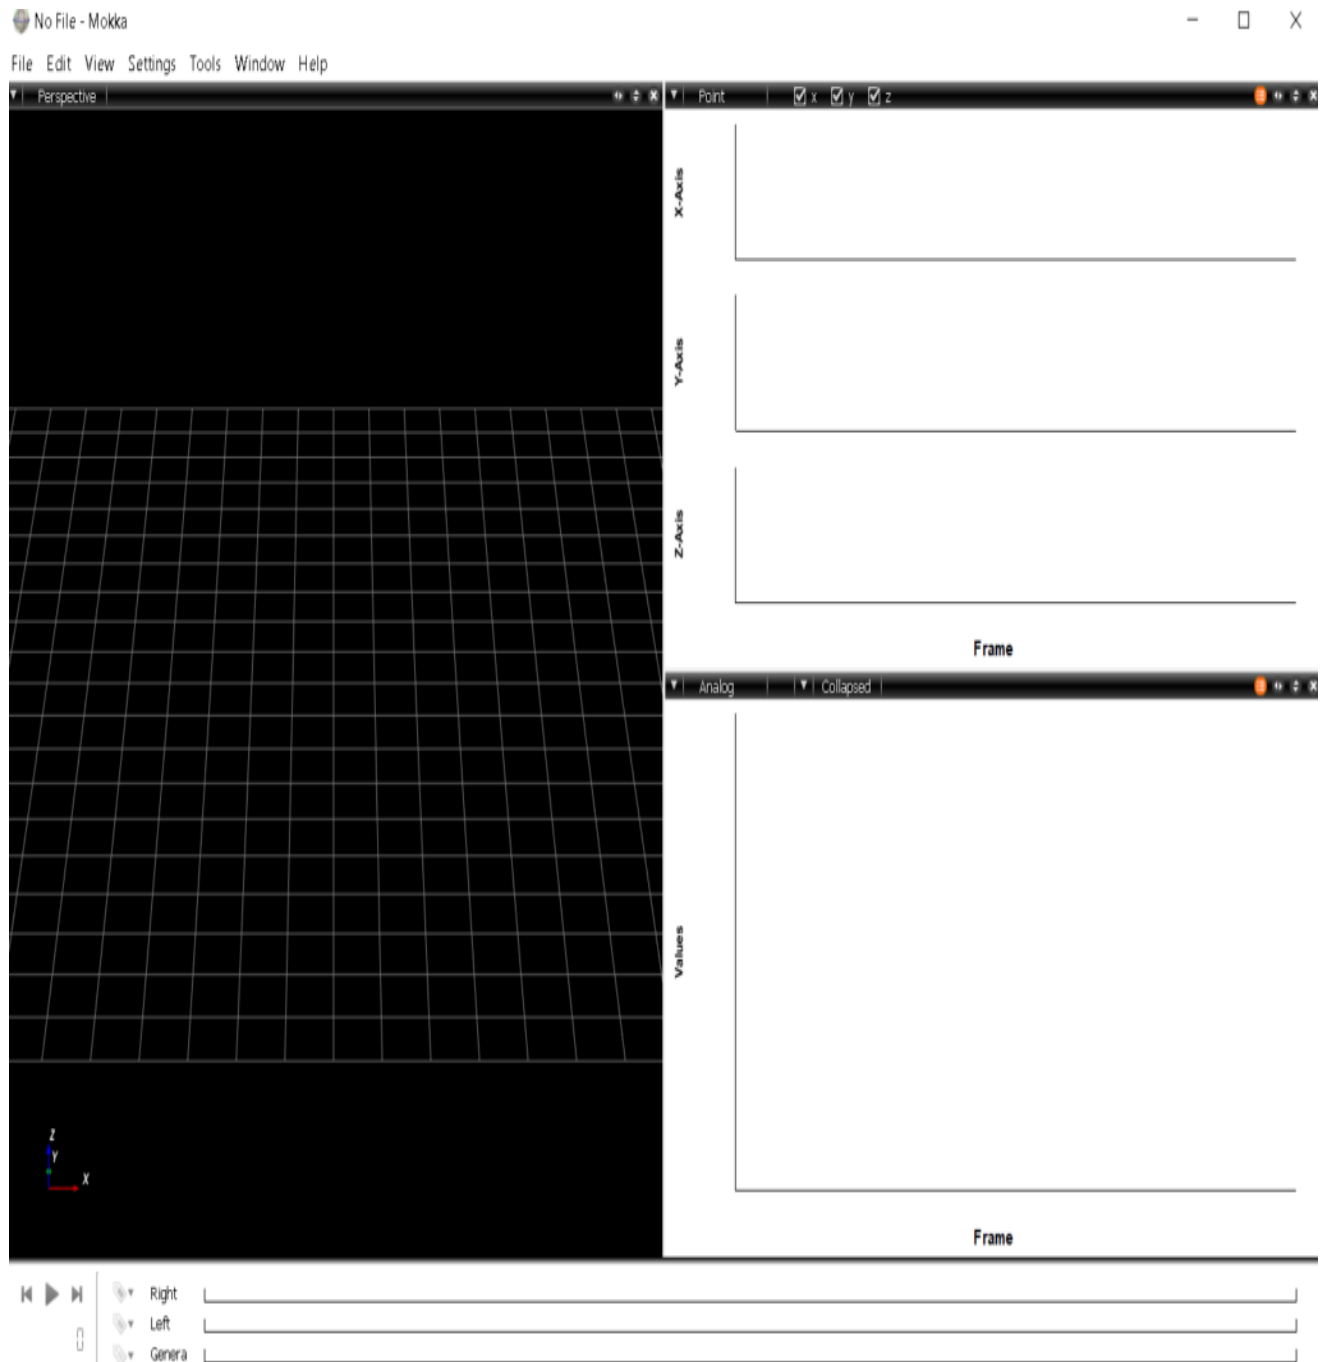 No File - Mokka
File Edit View Settings Tools Window Help
Perspective
Point x y z
X-Axis
Y-Axis
Z-Axis
Frame
Analog Collapsed
Values
Frame
Z
Y
X
Right
0
Left
Genera